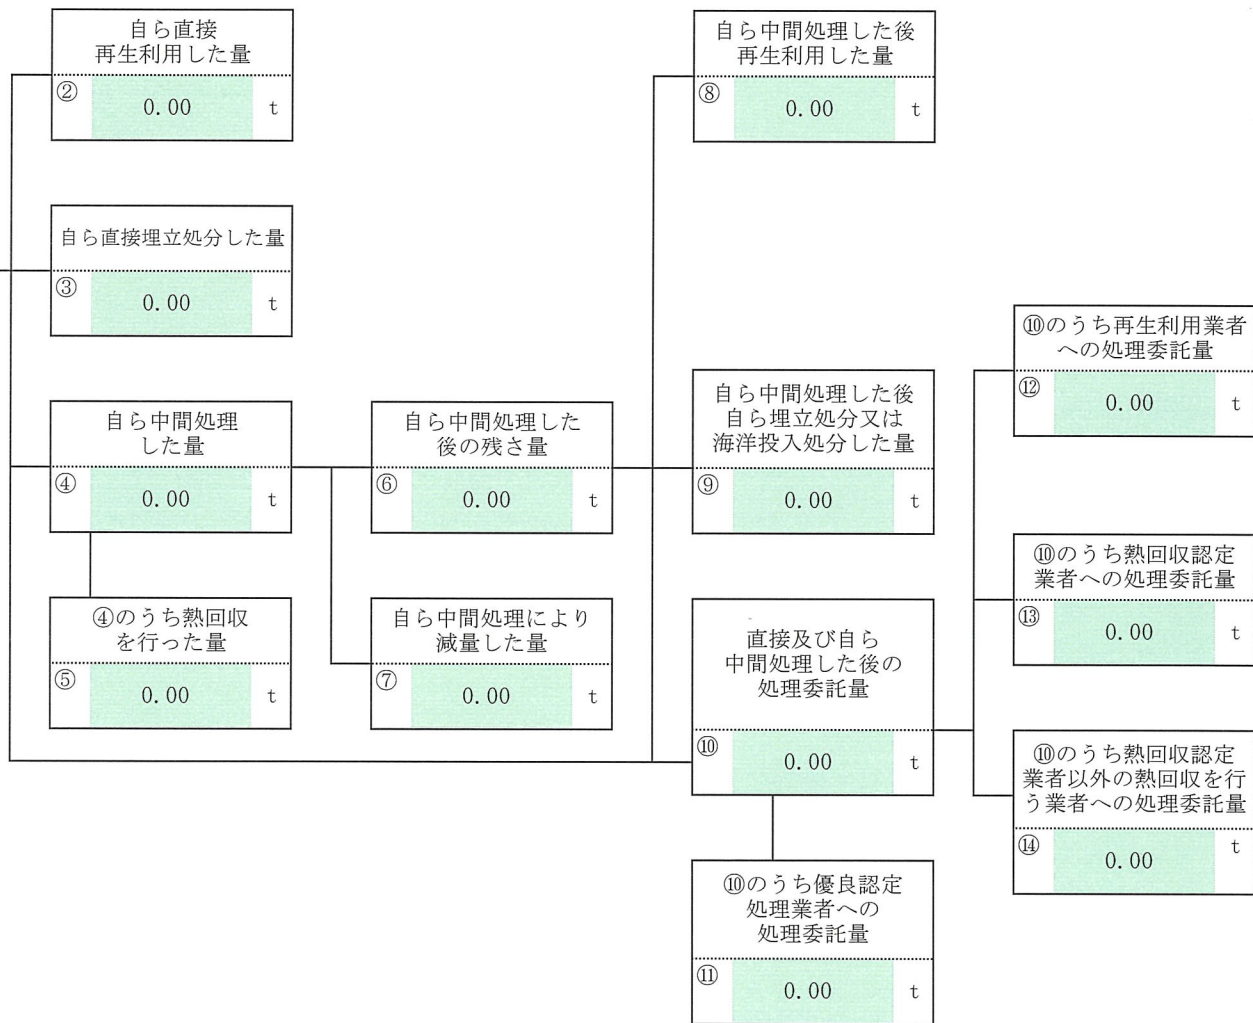 自ら直接
再生利用した量
② 0.00 t
自ら直接埋立処分した量
③ 0.00 t
自ら中間処理
した量
④ 0.00 t
④のうち熱回収
を行った量
⑤ 0.00 t
自ら中間処理した
後の残さ量
⑥ 0.00 t
自ら中間処理により
減量した量
⑦ 0.00 t
自ら中間処理した後
再生利用した量
⑧ 0.00 t
自ら中間処理した後
自ら埋立処分又は
海洋投入処分した量
⑨ 0.00 t
直接及び自ら
中間処理した後の
処理委託量
⑩ 0.00 t
⑩のうち優良認定
処理業者への
処理委託量
⑪ 0.00 t
⑩のうち再生利用業者
への処理委託量
⑫ 0.00 t
⑩のうち熱回収認定
業者への処理委託量
⑬ 0.00 t
⑩のうち熱回収認定
業者以外の熱回収を行
う業者への処理委託量
⑭ 0.00 t